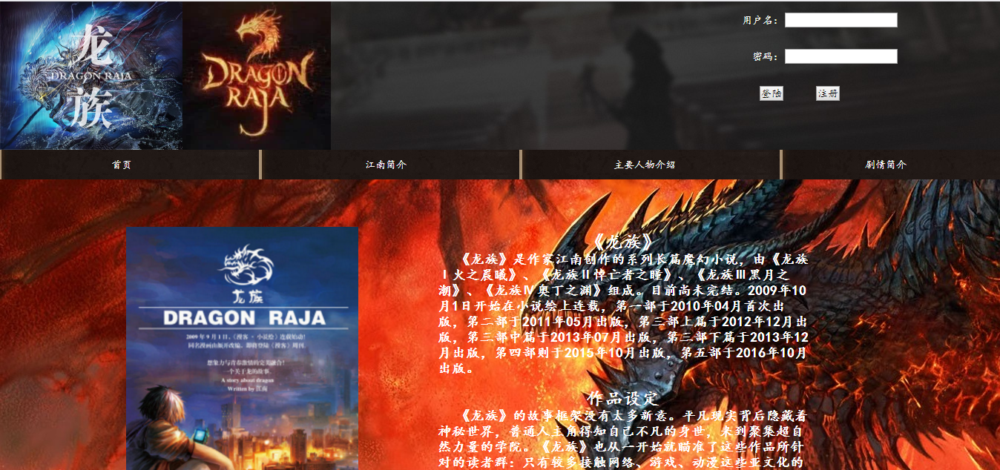 龙
DRAGON RAJA
族
DRAGON
RAJA
用户名：
密码：
登陆 注册
首页 江南简介 主要人物介绍 剧情简介
龙族
DRAGON RAJA
2009年9月1日,《漫客·小说绘》连载始动!
同名漫画由颜开改编，即将登陆《漫客》周刊
想象力与青春激情的完美融合!
一个关于龙的故事
A story about dragon
Written by 江南
《龙族》
《龙族》是作家江南创作的系列长篇魔幻小说，由《龙族
Ⅰ火之晨曦》、《龙族Ⅱ悼亡者之瞳》、《龙族Ⅲ黑月之
潮》、《龙族Ⅳ奥丁之渊》组成。目前尚未完结。2009年10
月1日开始在小说绘上连载，第一部于2010年04月首次出
版，第二部于2011年05月出版，第三部上篇于2012年12月出
版，第三部中篇于2013年07月出版，第三部下篇于2013年12
月出版，第四部则于2015年10月出版，第五部于2016年10月
出版。
作品设定
《龙族》的故事框架没有太多新意。平凡现实背后隐藏着
神秘世界，普通人主角得知自己不凡的身世，来到聚集超自
然力量的学院。《龙族》也从一开始就瞄准了这些作品所针
对的读者群：只有较多接触网络、游戏、动漫这些亚文化的